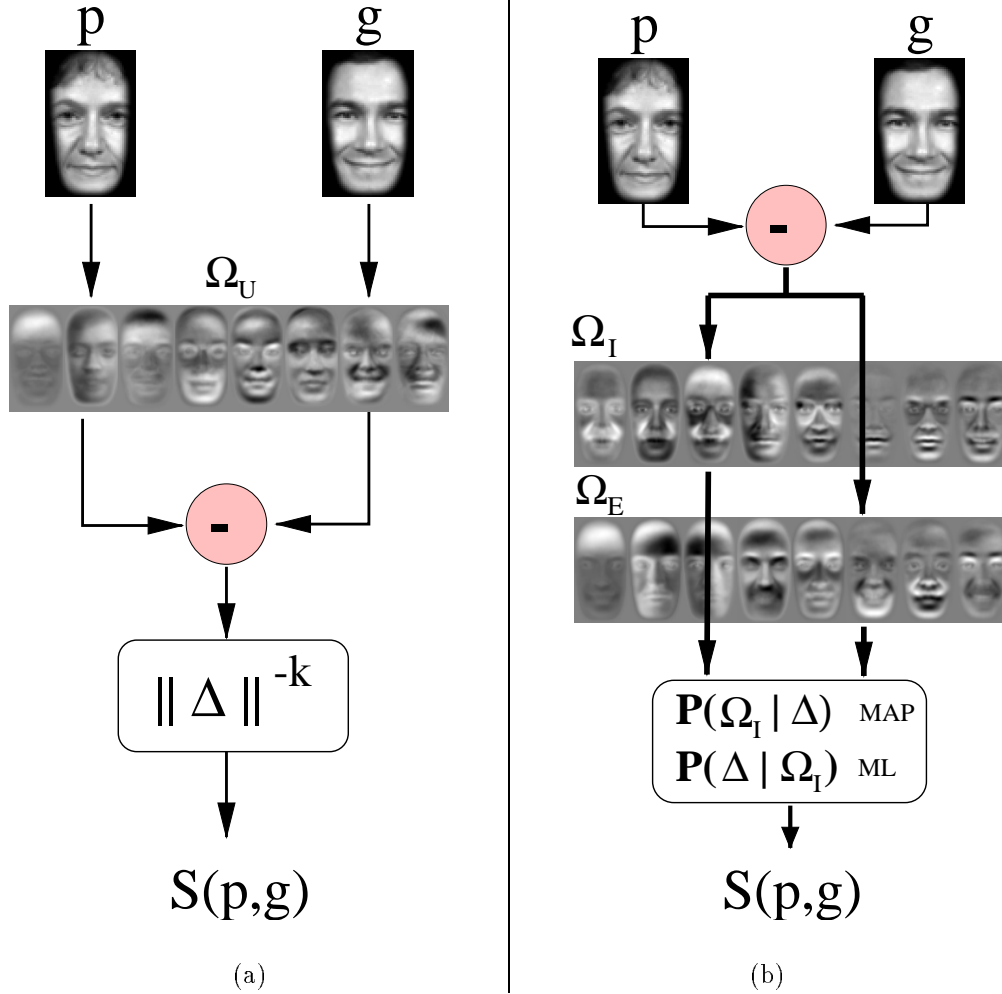 p g
Ω_U
-
‖ Δ ‖^-k
S(p,g)
(a)
p g
-
Ω_I
Ω_E
P(Ω_I | Δ) MAP
P(Δ | Ω_I) ML
S(p,g)
(b)